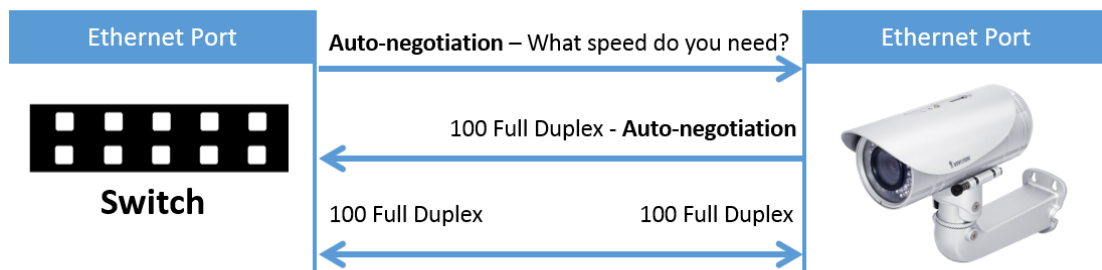 Ethernet Port
Auto-negotiation – What speed do you need?
Ethernet Port
100 Full Duplex - Auto-negotiation
Switch
100 Full Duplex
100 Full Duplex
VIVOTEK